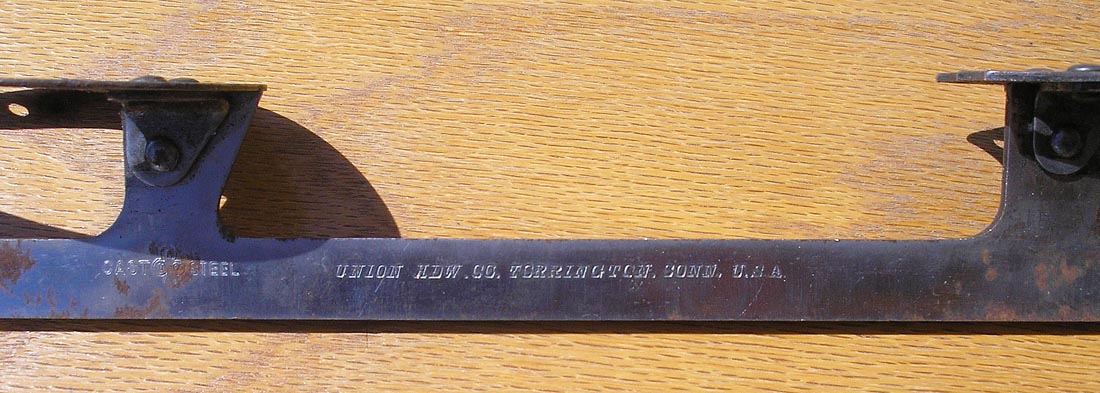 CAST STEEL
UNION HDW. CO. TORRINGTON, CONN. U.S.A.